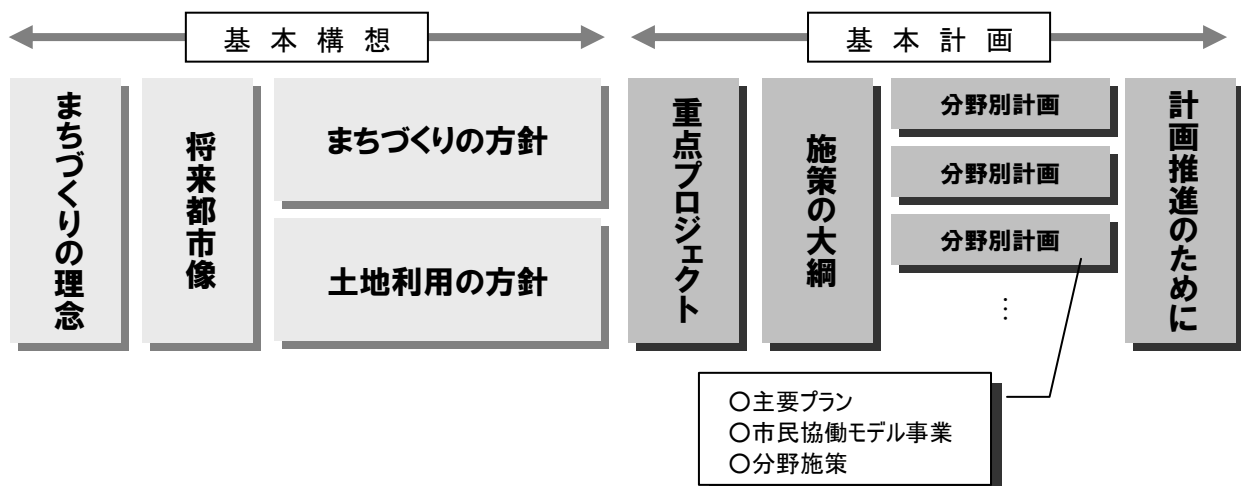 基本構想
基本計画
まちづくりの理念
将来都市像
まちづくりの方針
土地利用の方針
重点プロジェクト
施策の大綱
分野別計画
分野別計画
分野別計画
⋮
計画推進のために
○主要プラン
○市民協働モデル事業
○分野施策